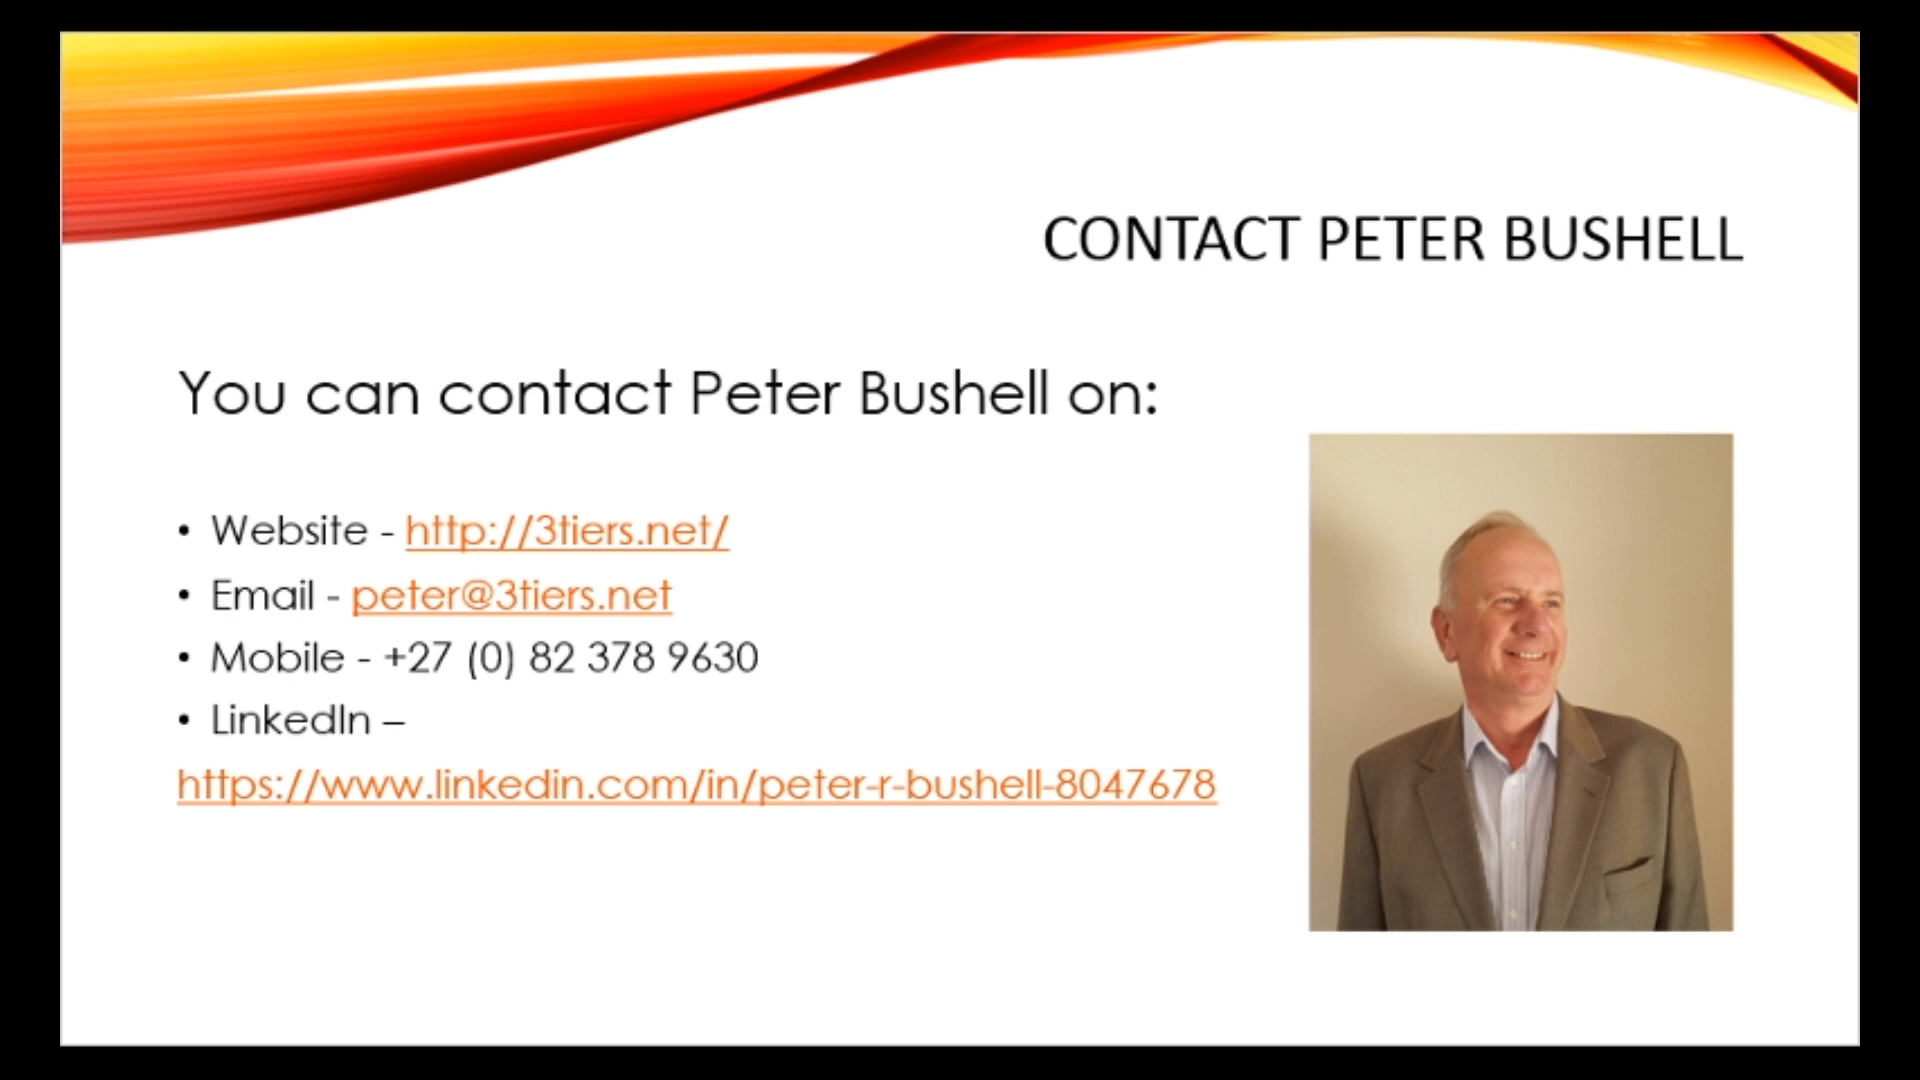 CONTACT PETER BUSHELL
You can contact Peter Bushell on:
• Website - http://3tiers.net/
• Email - peter@3tiers.net
• Mobile - +27 (0) 82 378 9630
• LinkedIn –
https://www.linkedin.com/in/peter-r-bushell-8047678